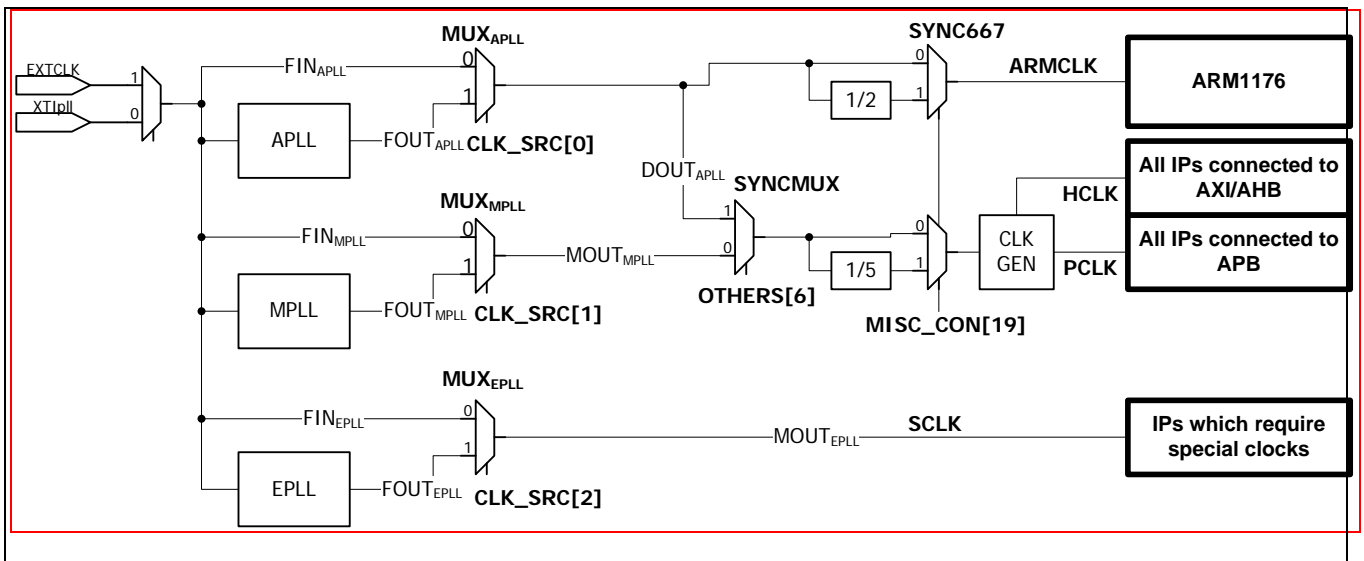 MUXAPLL
SYNC667
EXTCLK
1
FINAPLL
0
0
ARMCLK
ARM1176
XTIpll
0
1
1/2
1
APLL
FOUTAPLL
CLK_SRC[0]
DOUTAPLL
SYNCMUX
All IPs connected to
AXI/AHB
HCLK
MUXMPLL
1
FINMPLL
0
0
CLK
GEN
All IPs connected to
APB
MOUTMPLL
0
1
1/5
1
PCLK
MPLL
FOUTMPLL
CLK_SRC[1]
OTHERS[6]
MISC_CON[19]
MUXEPLL
FINEPLL
0
MOUTEPLL
SCLK
IPs which require
special clocks
1
EPLL
FOUTEPLL
CLK_SRC[2]